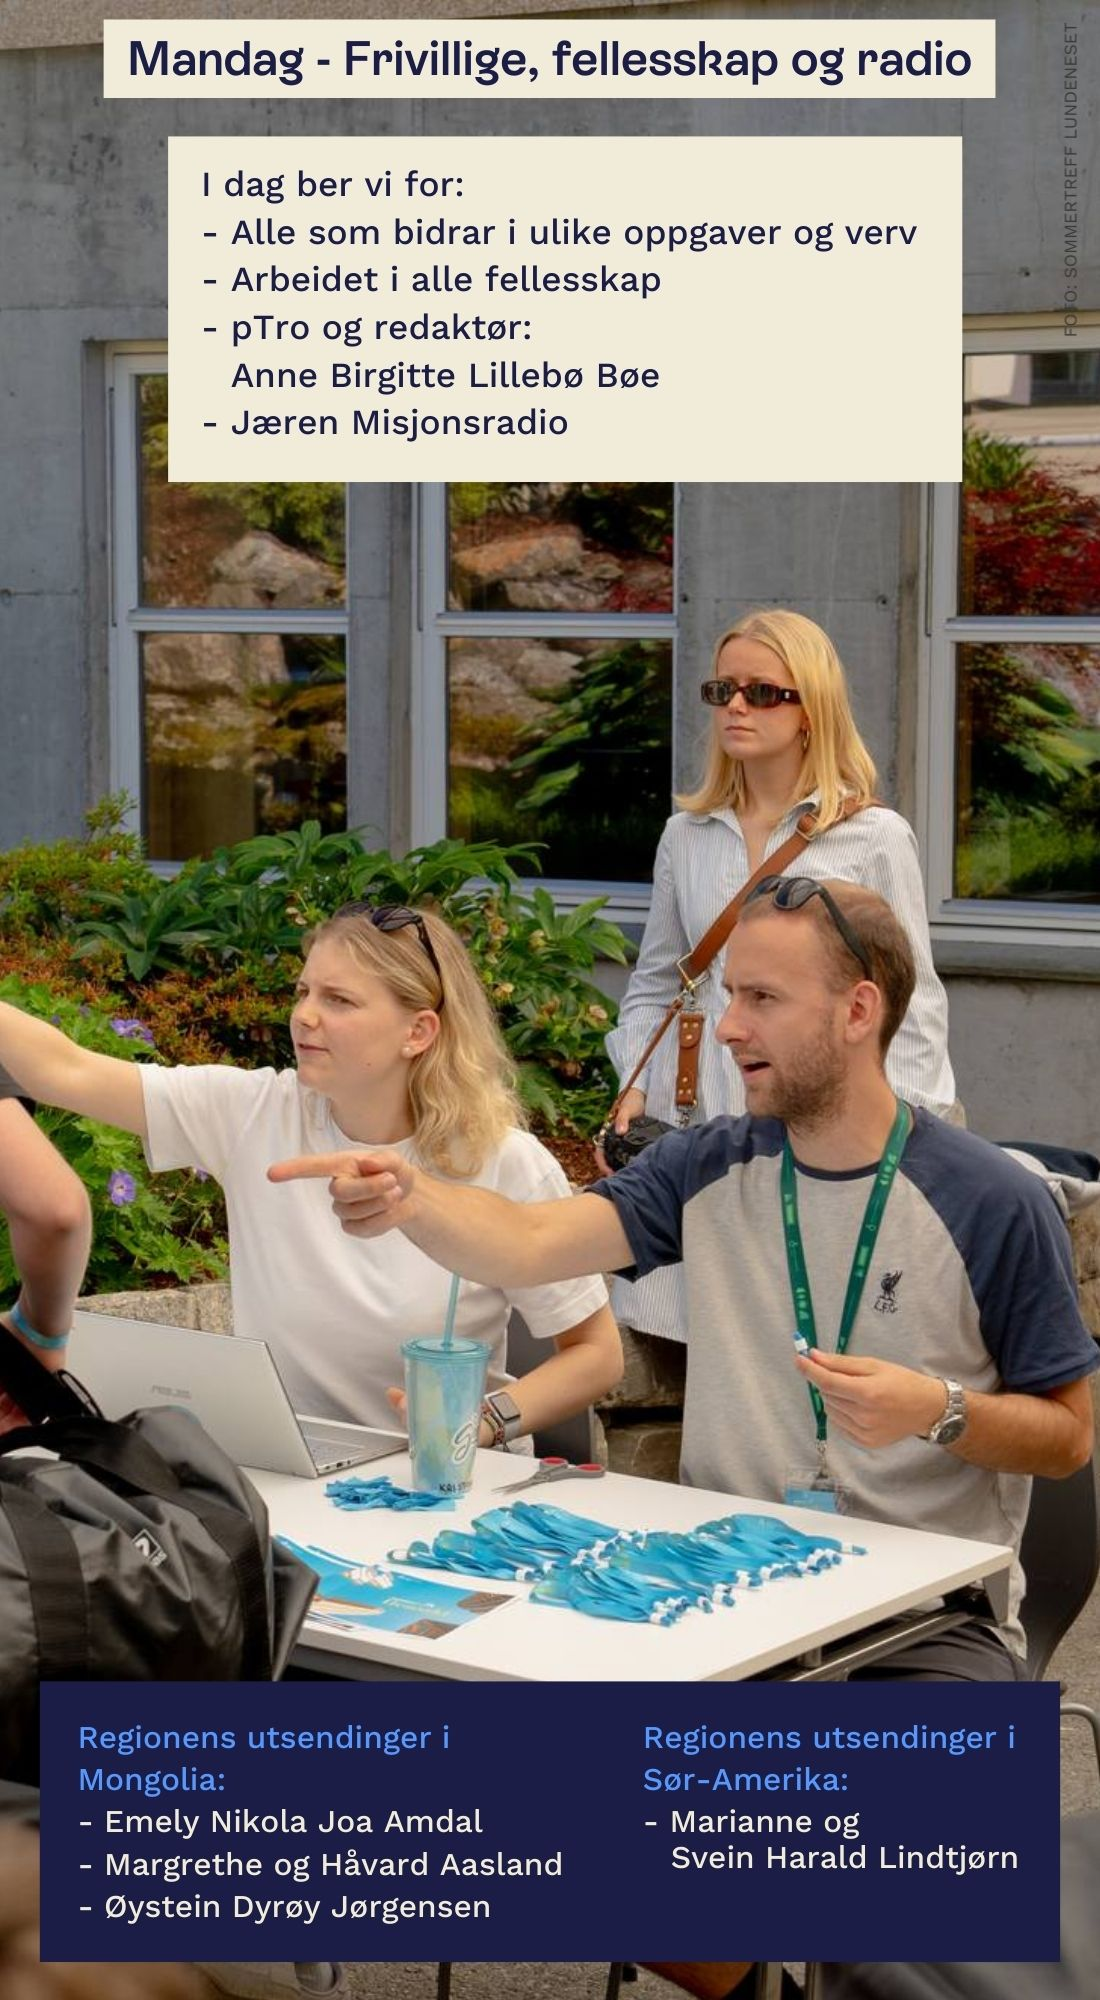 Mandag - Frivillige, fellesskap og radio
FOTO: SOMMERTREFF LUNDENESET
I dag ber vi for:
- Alle som bidrar i ulike oppgaver og verv
- Arbeidet i alle fellesskap
- pTro og redaktør:
Anne Birgitte Lillebø Bøe
- Jæren Misjonsradio
L.F.C.
ASUS
Regionens utsendinger i
Mongolia:
- Emely Nikola Joa Amdal
- Margrethe og Håvard Aasland
- Øystein Dyrøy Jørgensen
Regionens utsendinger i
Sør-Amerika:
- Marianne og
Svein Harald Lindtjørn